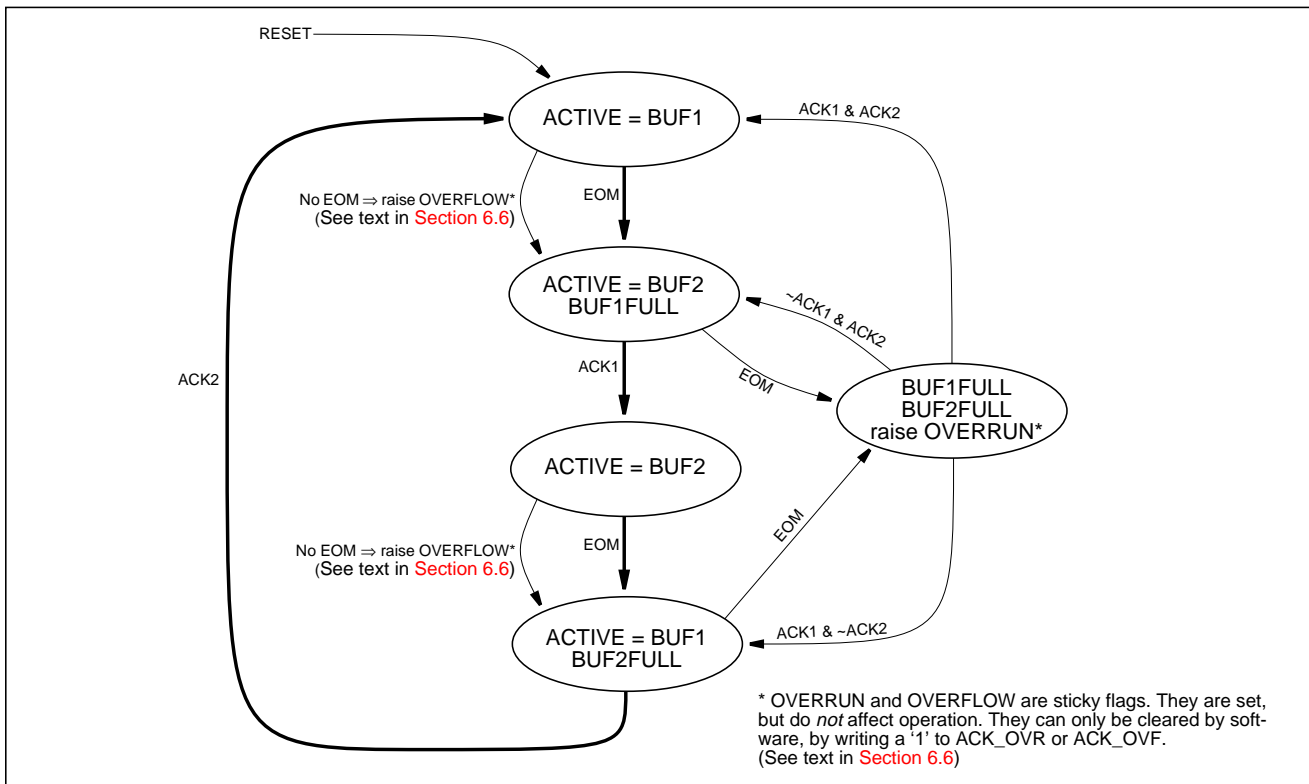 RESET
ACTIVE = BUF1
ACK1 & ACK2
No EOM ⇒ raise OVERFLOW*
(See text in Section 6.6)
EOM
ACTIVE = BUF2
BUF1FULL
~ACK1 & ACK2
EOM
ACK1
ACK2
BUF1FULL
BUF2FULL
raise OVERRUN*
ACTIVE = BUF2
EOM
No EOM ⇒ raise OVERFLOW*
(See text in Section 6.6)
EOM
ACTIVE = BUF1
BUF2FULL
ACK1 & ~ACK2
* OVERRUN and OVERFLOW are sticky flags. They are set,
but do not affect operation. They can only be cleared by soft-
ware, by writing a ‘1’ to ACK_OVR or ACK_OVF.
(See text in Section 6.6)